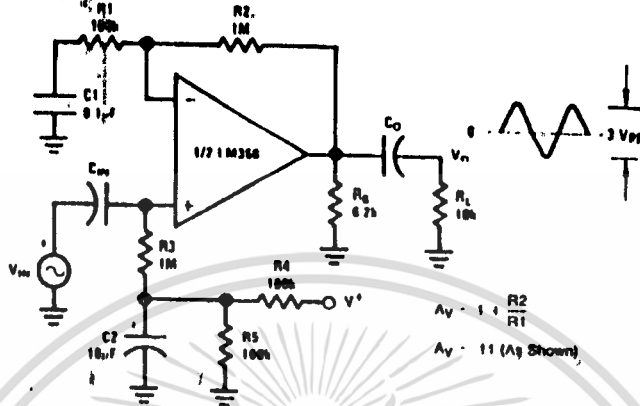 R1
100k
R2
1M
C1
0.1μF
-
1/2 LM358
+
CIN
VIN
R3
1M
C2
10μF
R4
100k
V+
R5
100k
RB
6.2k
CO
VO
RL
10k
0
3 VPP
R2
R1
AV
AV - 11 (As Shown)